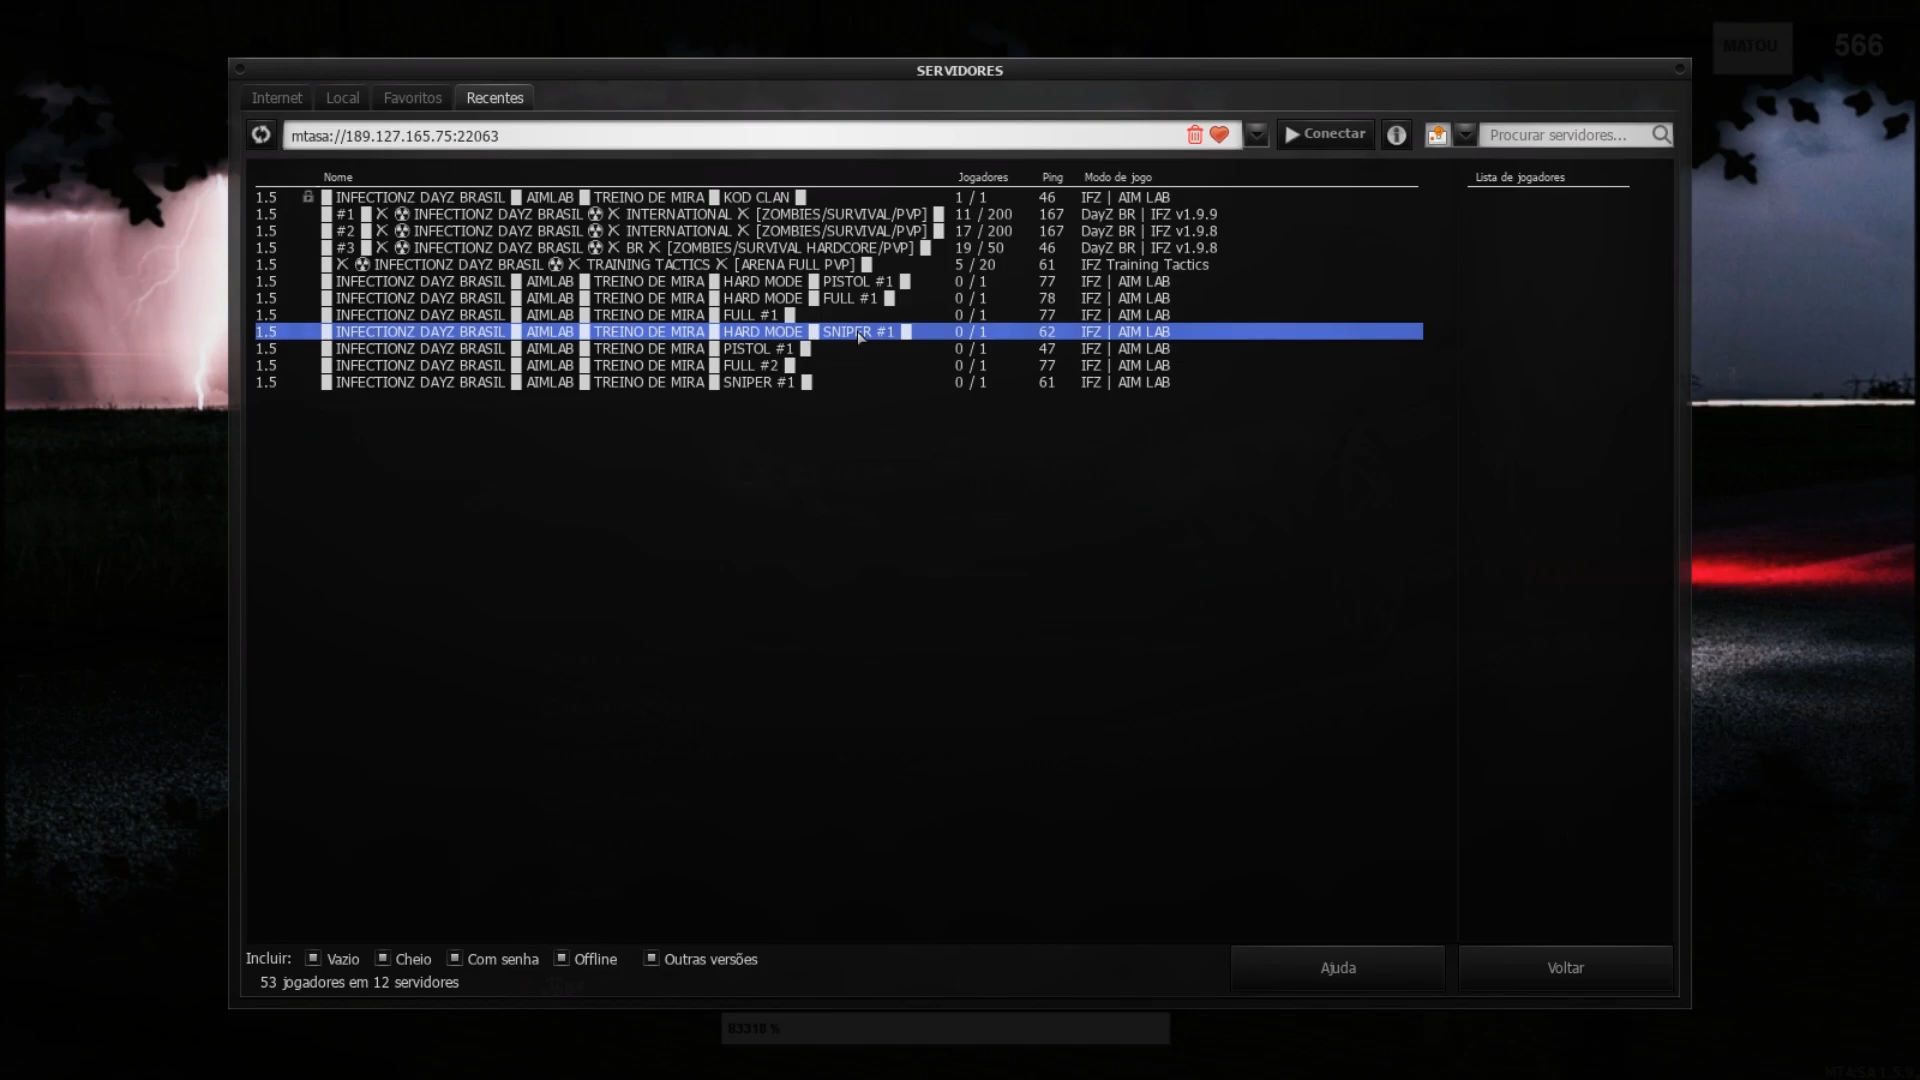 MATOU 566
SERVIDORES
Internet Local Favoritos Recentes
mtasa://189.127.165.75:22063 Conectar Procurar servidores...
Nome Jogadores Ping Modo de jogo Lista de jogadores
1.5 █ INFECTIONZ DAYZ BRASIL █ AIMLAB █ TREINO DE MIRA █ KOD CLAN █ 1 / 1 46 IFZ | AIM LAB
1.5 █ #1 █ ⚔ ☢ INFECTIONZ DAYZ BRASIL ☢ ⚔ INTERNATIONAL ⚔ [ZOMBIES/SURVIVAL/PVP] █ 11 / 200 167 DayZ BR | IFZ v1.9.9
1.5 █ #2 █ ⚔ ☢ INFECTIONZ DAYZ BRASIL ☢ ⚔ INTERNATIONAL ⚔ [ZOMBIES/SURVIVAL/PVP] █ 17 / 200 167 DayZ BR | IFZ v1.9.8
1.5 █ #3 █ ⚔ ☢ INFECTIONZ DAYZ BRASIL ☢ ⚔ BR ⚔ [ZOMBIES/SURVIVAL HARDCORE/PVP] █ 19 / 50 46 DayZ BR | IFZ v1.9.8
1.5 █ ⚔ ☢ INFECTIONZ DAYZ BRASIL ☢ ⚔ TRAINING TACTICS ⚔ [ARENA FULL PVP] █ 5 / 20 61 IFZ Training Tactics
1.5 █ INFECTIONZ DAYZ BRASIL █ AIMLAB █ TREINO DE MIRA █ HARD MODE █ PISTOL #1 █ 0 / 1 77 IFZ | AIM LAB
1.5 █ INFECTIONZ DAYZ BRASIL █ AIMLAB █ TREINO DE MIRA █ HARD MODE █ FULL #1 █ 0 / 1 78 IFZ | AIM LAB
1.5 █ INFECTIONZ DAYZ BRASIL █ AIMLAB █ TREINO DE MIRA █ FULL #1 █ 0 / 1 77 IFZ | AIM LAB
1.5 █ INFECTIONZ DAYZ BRASIL █ AIMLAB █ TREINO DE MIRA █ HARD MODE █ SNIPER #1 █ 0 / 1 62 IFZ | AIM LAB
1.5 █ INFECTIONZ DAYZ BRASIL █ AIMLAB █ TREINO DE MIRA █ PISTOL #1 █ 0 / 1 47 IFZ | AIM LAB
1.5 █ INFECTIONZ DAYZ BRASIL █ AIMLAB █ TREINO DE MIRA █ FULL #2 █ 0 / 1 77 IFZ | AIM LAB
1.5 █ INFECTIONZ DAYZ BRASIL █ AIMLAB █ TREINO DE MIRA █ SNIPER #1 █ 0 / 1 61 IFZ | AIM LAB
Incluir: Vazio Cheio Com senha Offline Outras versões
53 jogadores em 12 servidores
Ajuda Voltar
83318 %